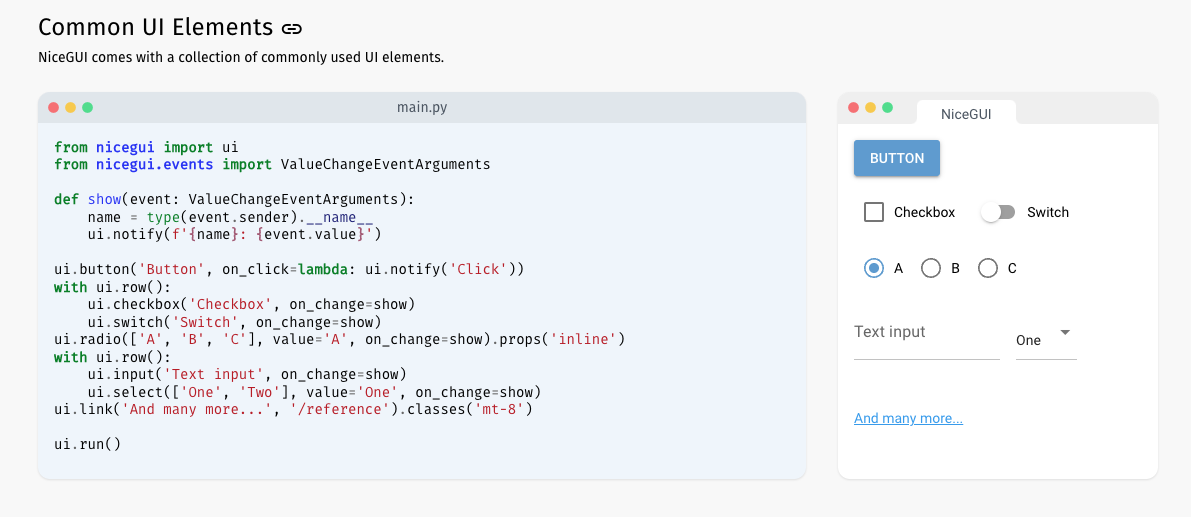 Common UI Elements
NiceGUI comes with a collection of commonly used UI elements.
main.py
from nicegui import ui
from nicegui.events import ValueChangeEventArguments
def show(event: ValueChangeEventArguments):
    name = type(event.sender).__name__
    ui.notify(f'{name}: {event.value}')
ui.button('Button', on_click=lambda: ui.notify('Click'))
with ui.row():
    ui.checkbox('Checkbox', on_change=show)
    ui.switch('Switch', on_change=show)
ui.radio(['A', 'B', 'C'], value='A', on_change=show).props('inline')
with ui.row():
    ui.input('Text input', on_change=show)
    ui.select(['One', 'Two'], value='One', on_change=show)
ui.link('And many more...', '/reference').classes('mt-8')
ui.run()
NiceGUI
BUTTON
Checkbox Switch
A B C
Text input One
And many more...